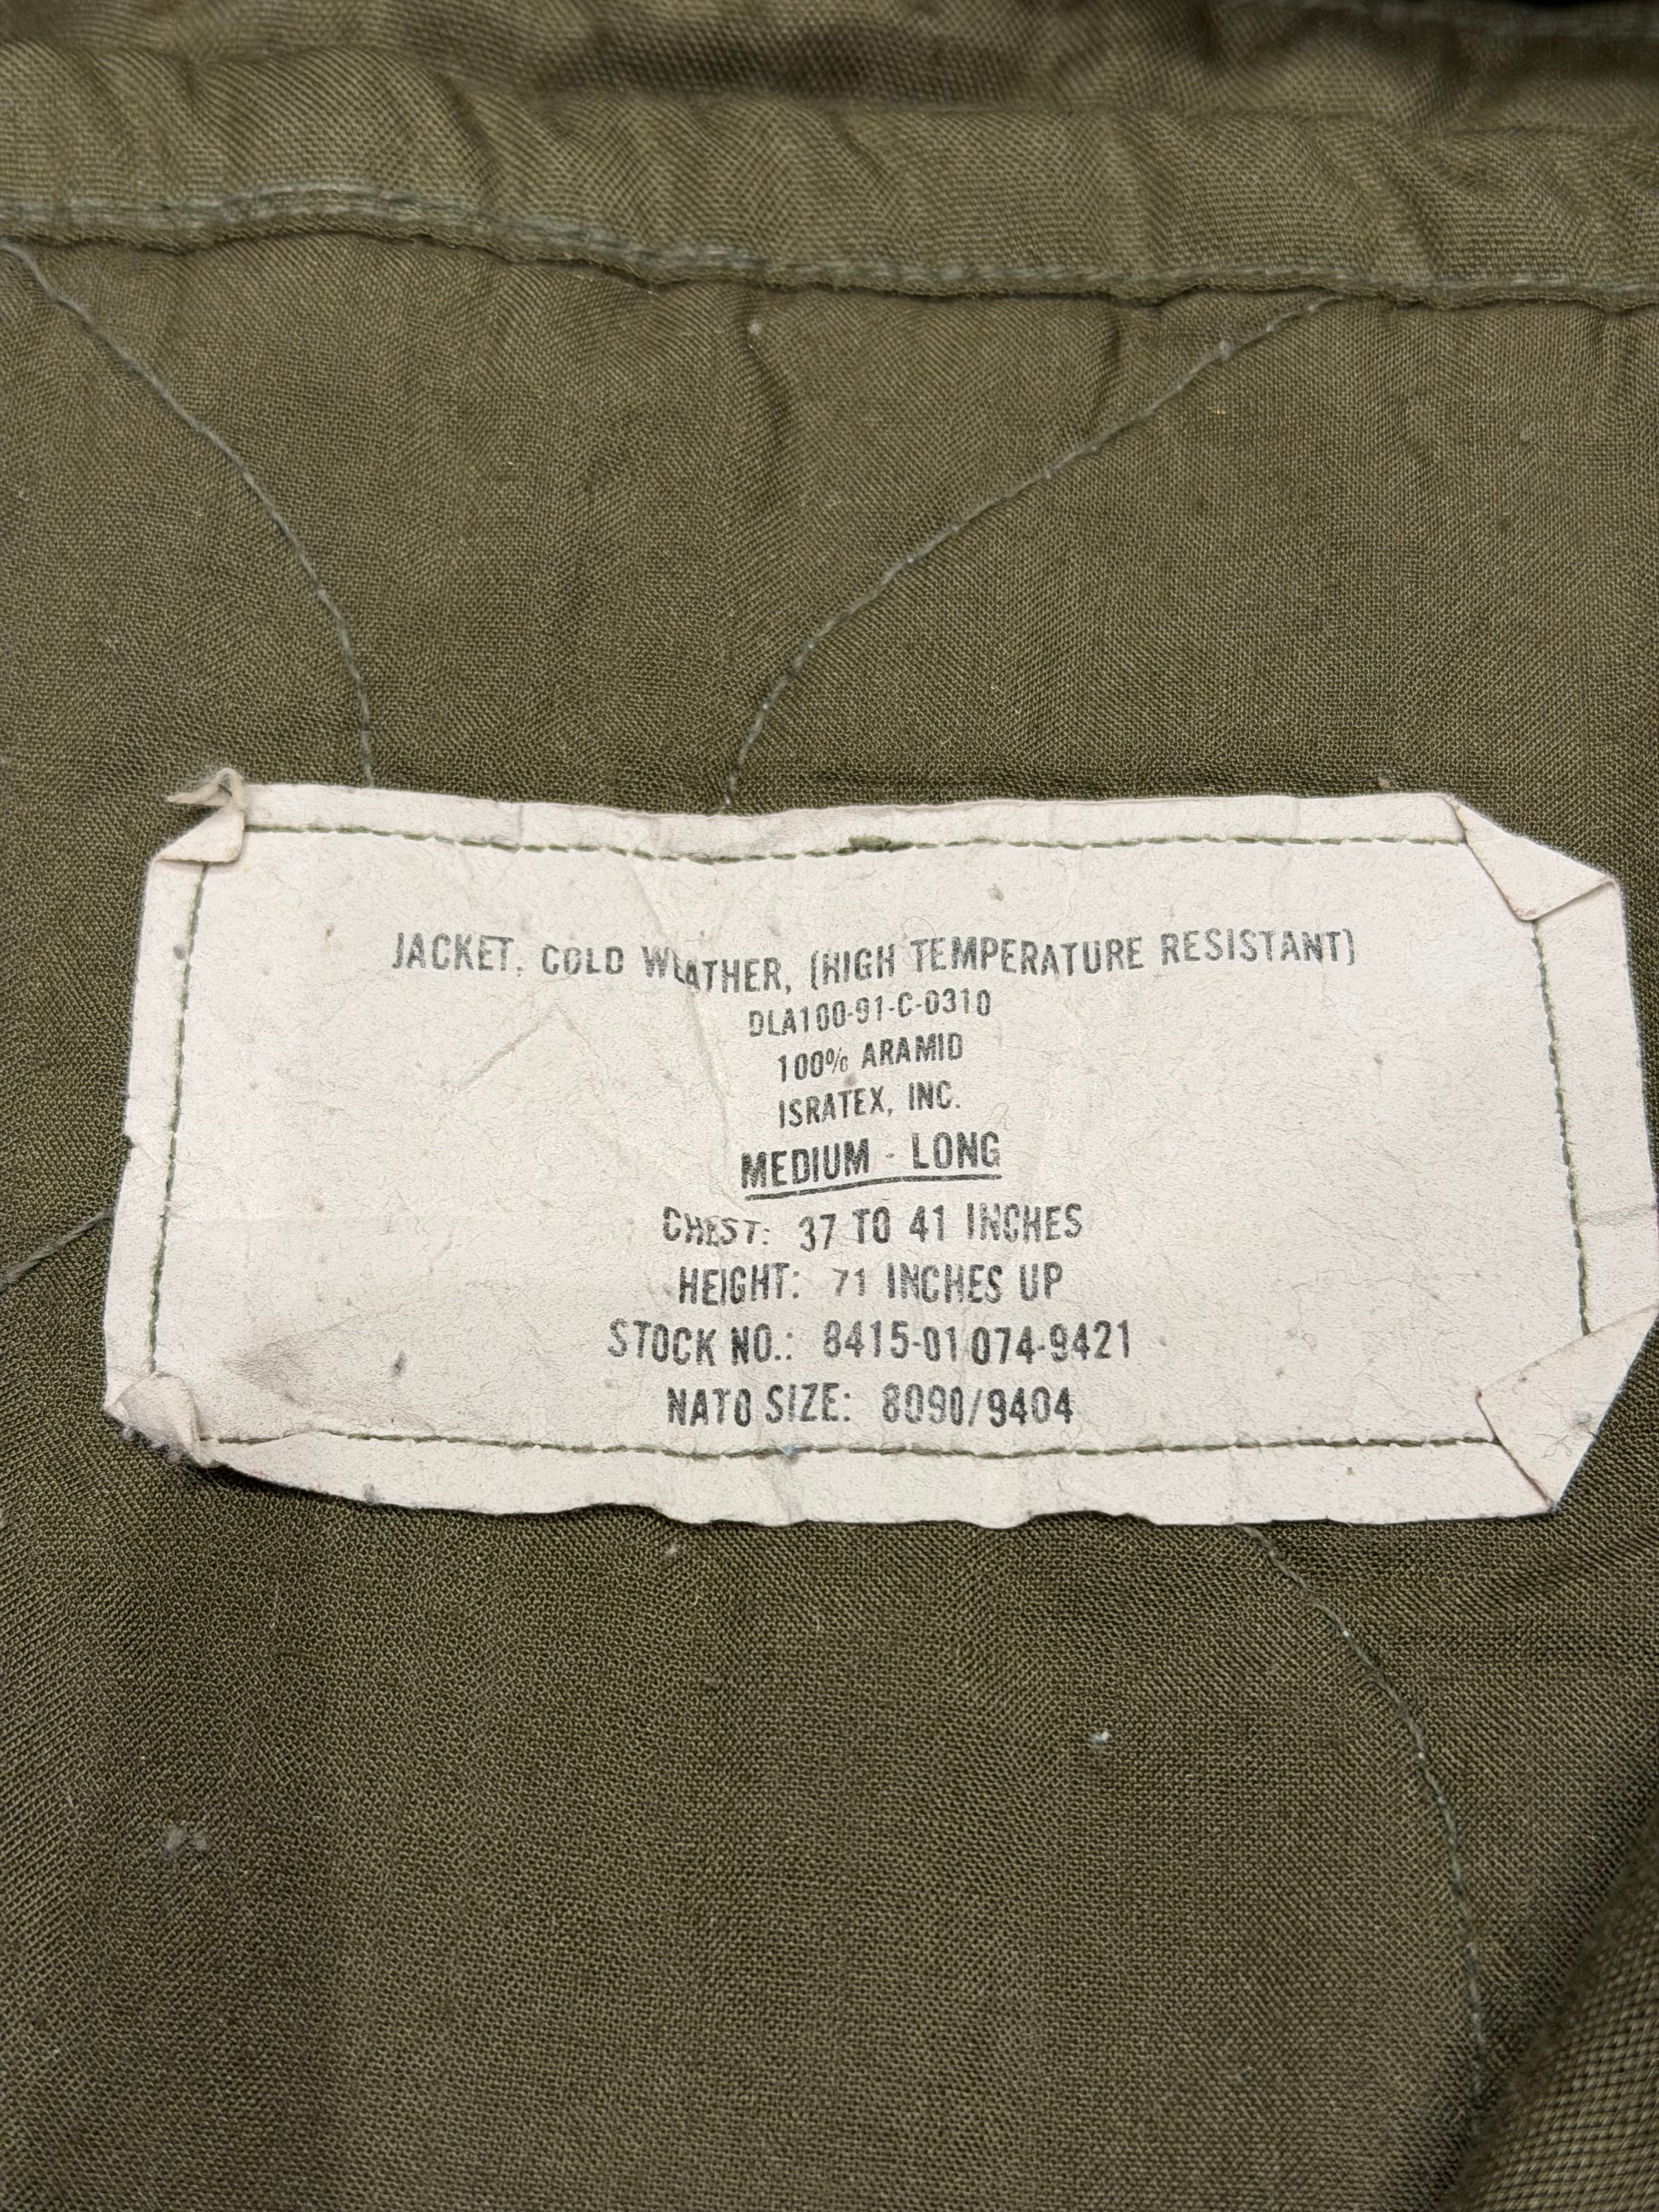 JACKET, COLD WEATHER, (HIGH TEMPERATURE RESISTANT)
DLA100-91-C-0310
100% ARAMID
ISRATEX, INC.
MEDIUM - LONG
CHEST: 37 TO 41 INCHES
HEIGHT: 71 INCHES UP
STOCK NO.: 8415-01 074-9421
NATO SIZE: 8090/9404